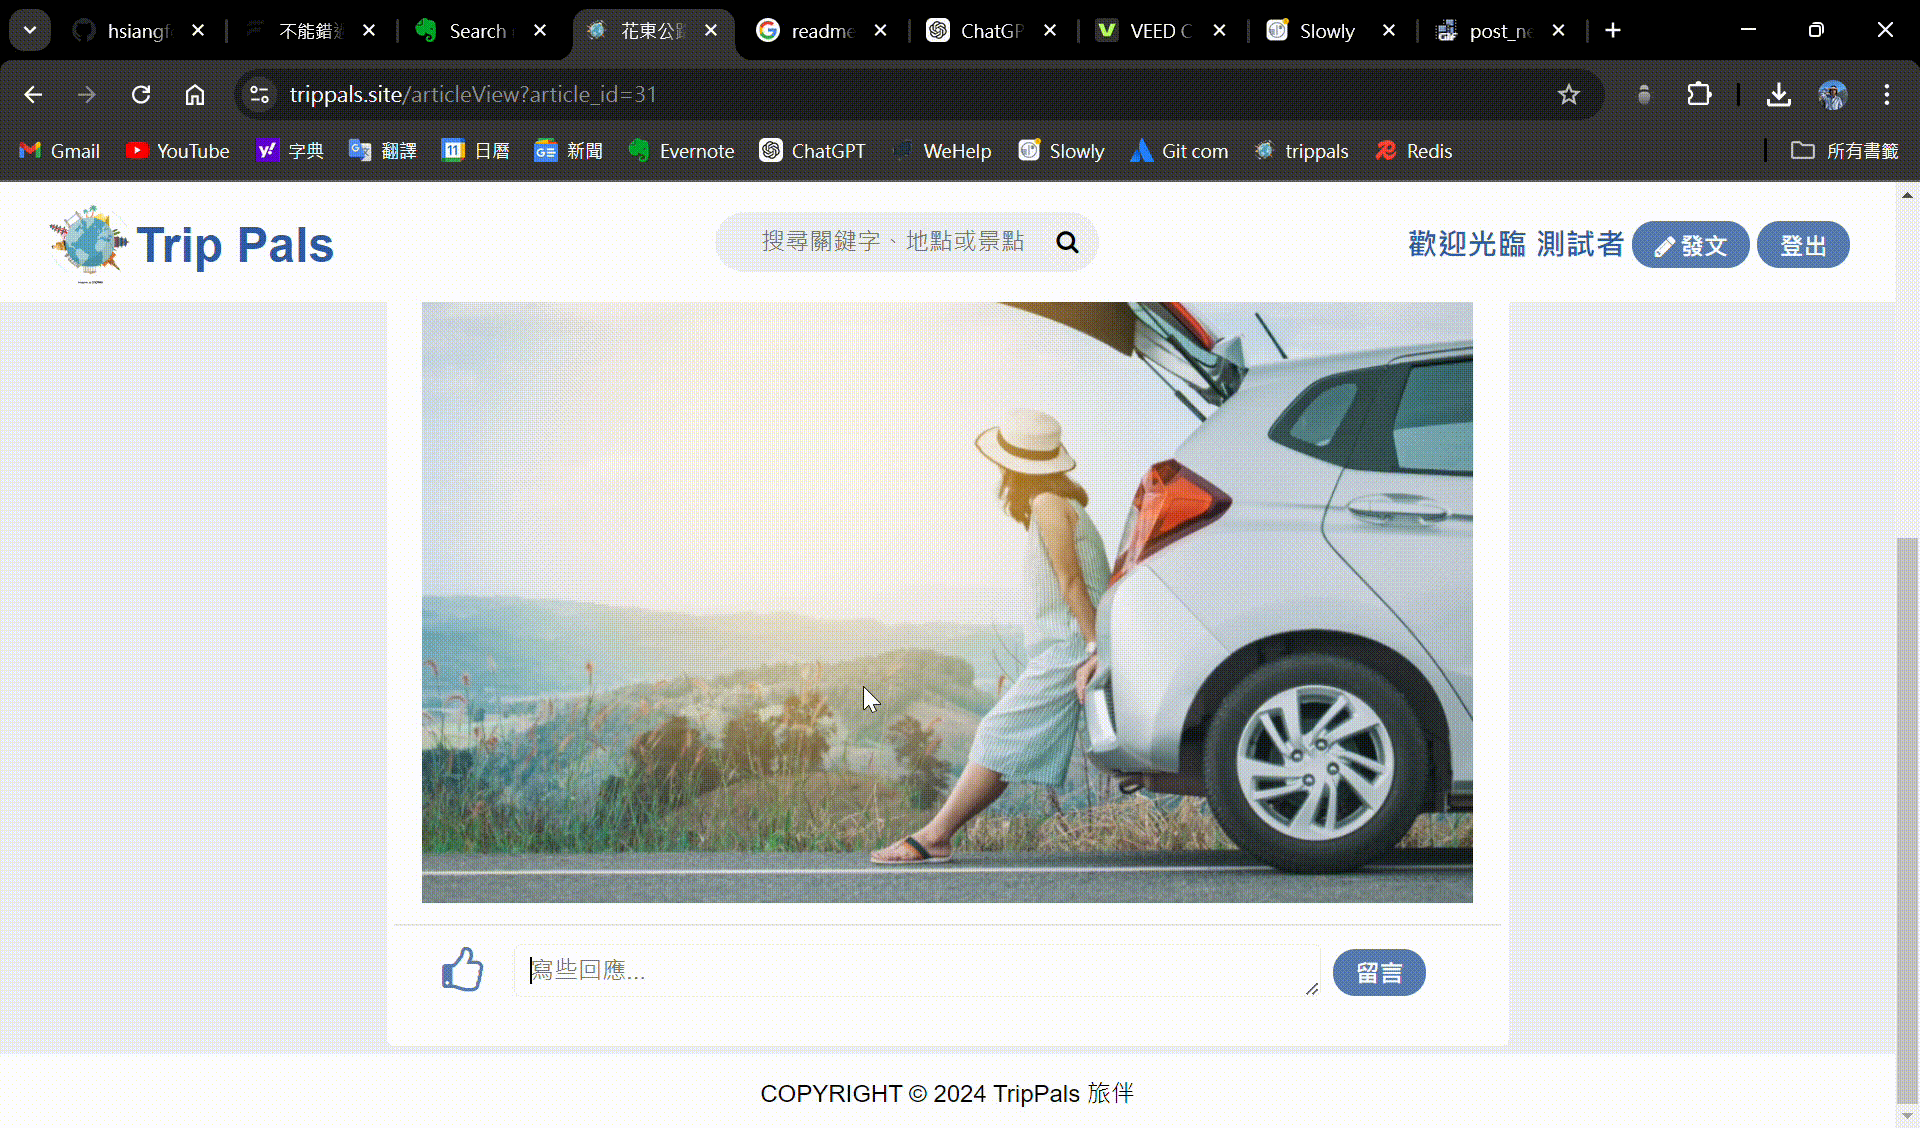 hsiangf
不能錯過
Search
花東公路
readme
ChatGP
VEED C
Slowly
post_ne
trippals.site/articleView?article_id=31
Gmail
YouTube
字典
翻譯
日曆
新聞
Evernote
ChatGPT
WeHelp
Slowly
Git com
trippals
Redis
所有書籤
Trip Pals
搜尋關鍵字、地點或景點
歡迎光臨 測試者
發文
登出
寫些回應...
留言
COPYRIGHT © 2024 TripPals 旅伴